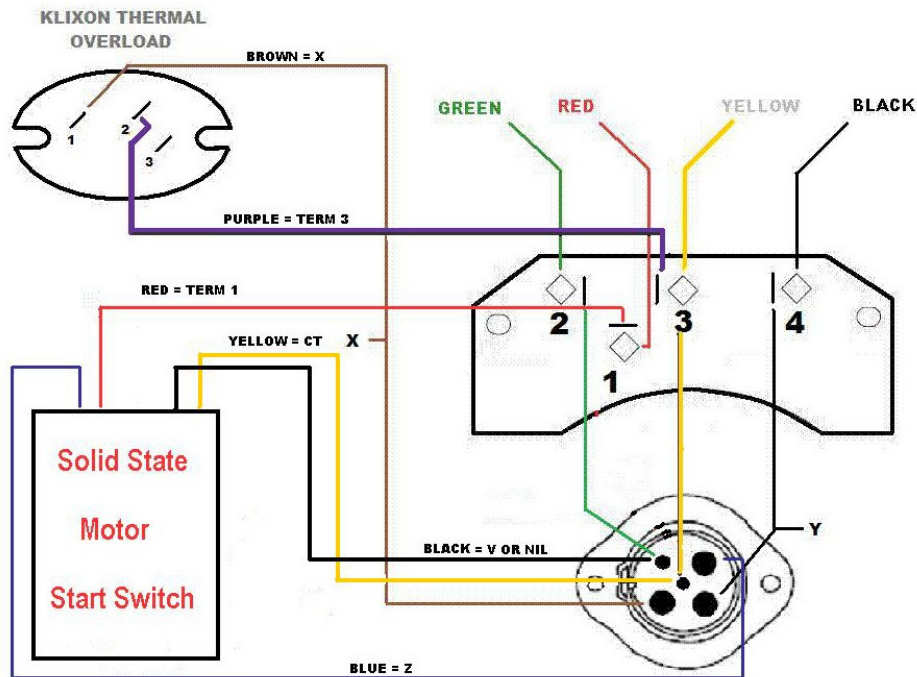 KLIXON THERMAL
OVERLOAD
BROWN = X
GREEN
RED
YELLOW
BLACK
1
2
3
PURPLE = TERM 3
RED = TERM 1
2
3
4
X
YELLOW = CT
1
Solid State
Motor
Start Switch
Y
BLACK = V OR NIL
BLUE = Z